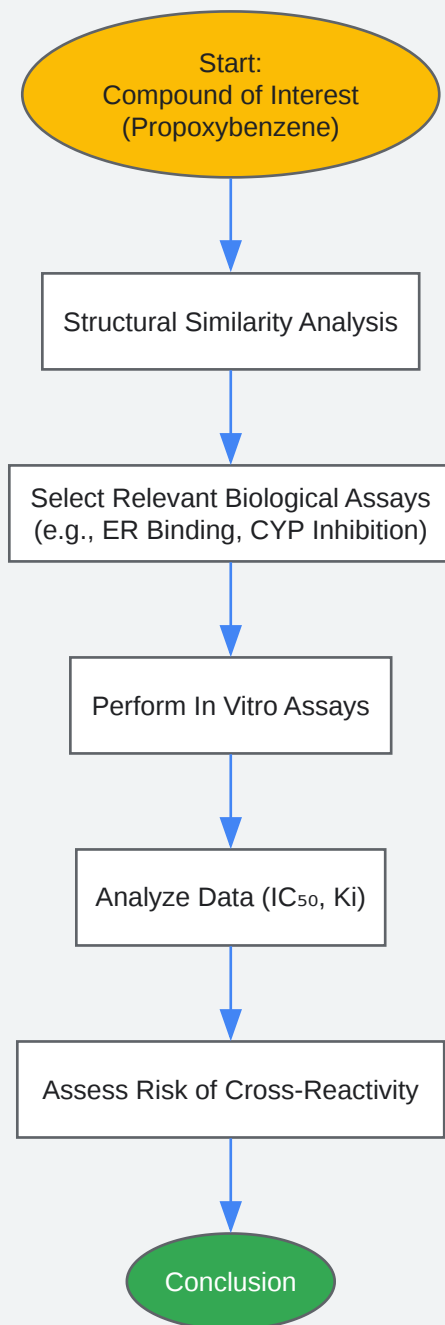 Start:
Compound of Interest
(Propoxybenzene)
Structural Similarity Analysis
Select Relevant Biological Assays
(e.g., ER Binding, CYP Inhibition)
Perform In Vitro Assays
Analyze Data (IC₅₀, Ki)
Assess Risk of Cross-Reactivity
Conclusion